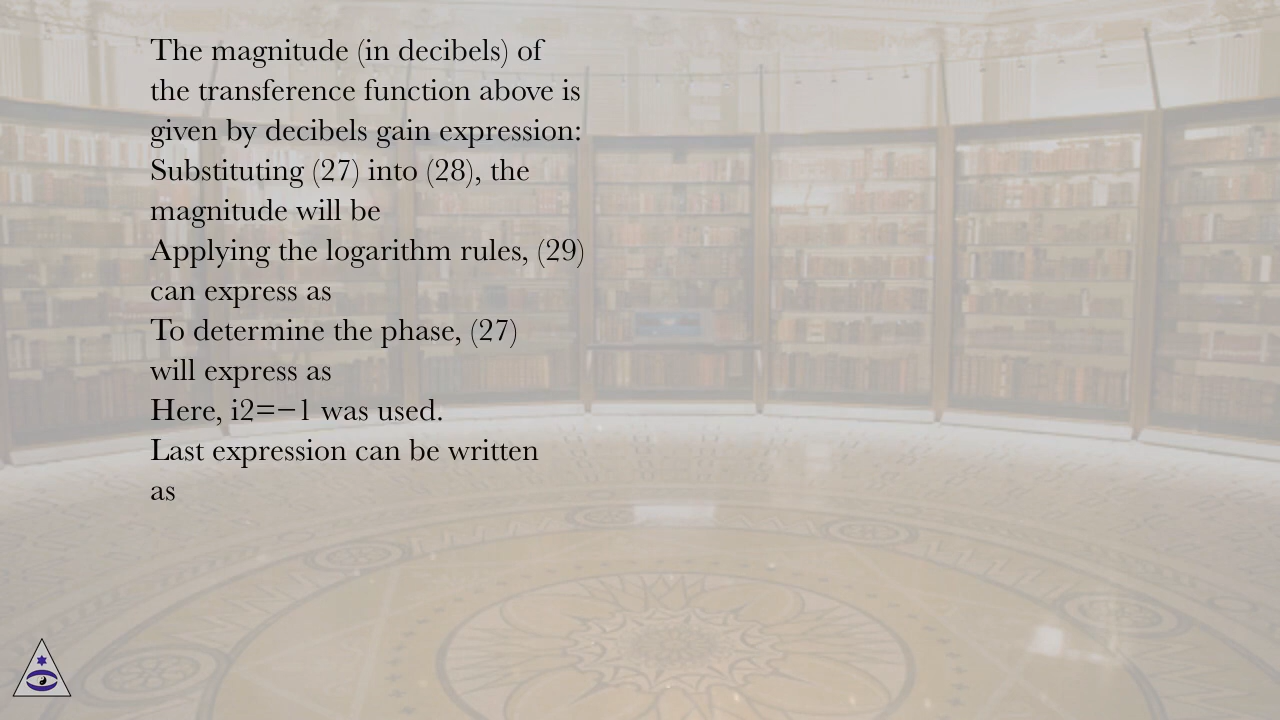 The magnitude (in decibels) of
the transference function above is
given by decibels gain expression:
Substituting (27) into (28), the
magnitude will be
Applying the logarithm rules, (29)
can express as
To determine the phase, (27)
will express as
Here, i2=−1 was used.
Last expression can be written
as